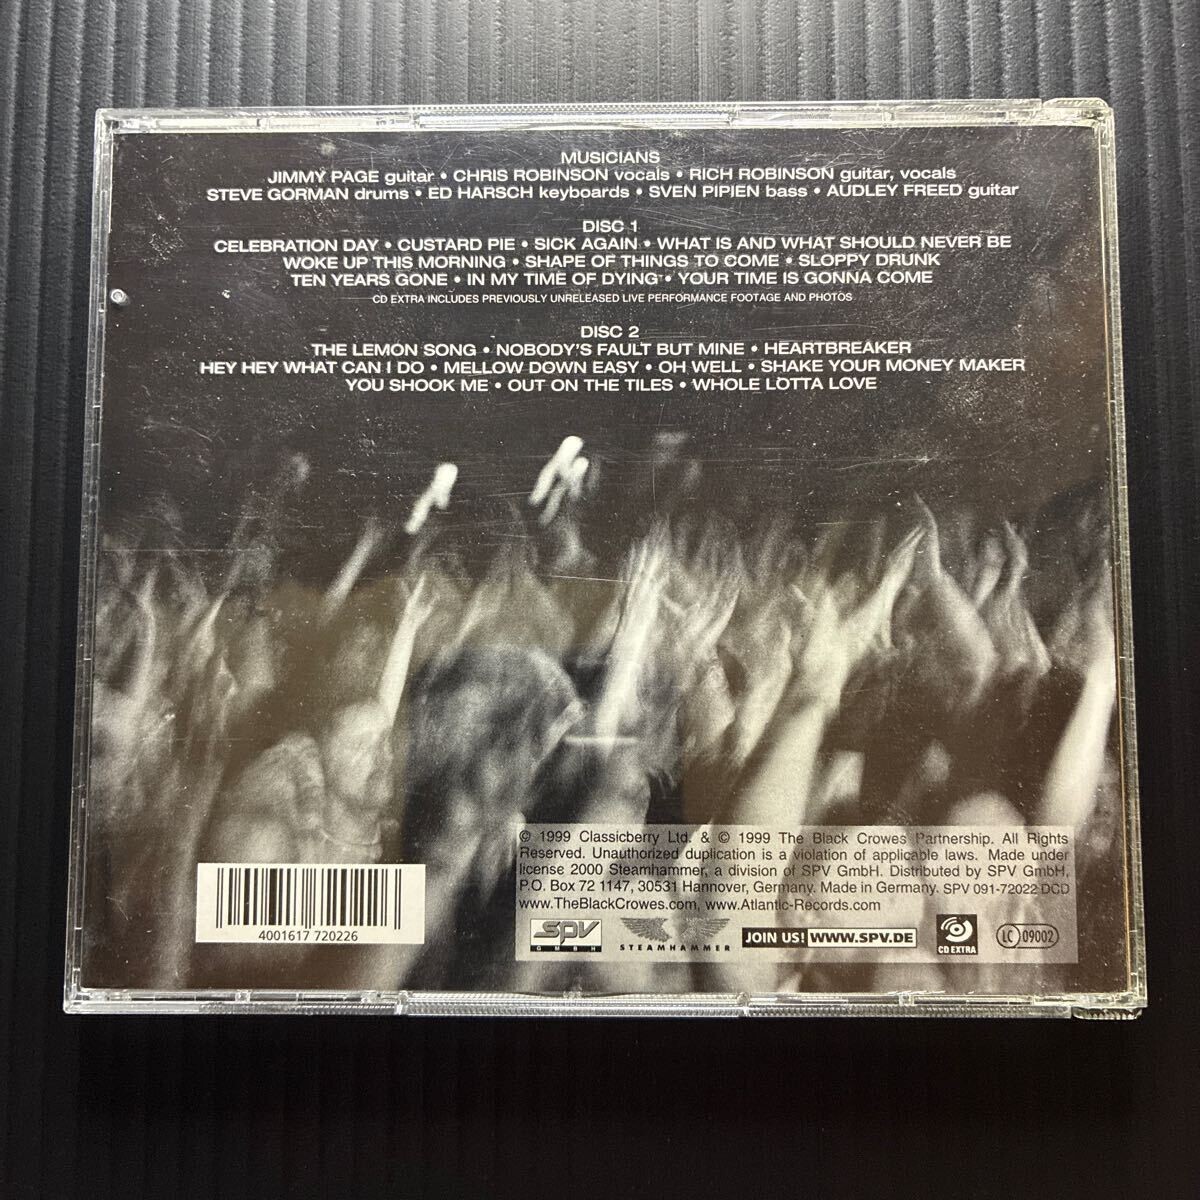 MUSICIANS
JIMMY PAGE guitar • CHRIS ROBINSON vocals • RICH ROBINSON guitar, vocals
STEVE GORMAN drums • ED HARSCH keyboards • SVEN PIPIEN bass • AUDLEY FREED guitar
DISC 1
CELEBRATION DAY • CUSTARD PIE • SICK AGAIN • WHAT IS AND WHAT SHOULD NEVER BE
WOKE UP THIS MORNING • SHAPE OF THINGS TO COME • SLOPPY DRUNK
TEN YEARS GONE • IN MY TIME OF DYING • YOUR TIME IS GONNA COME
CD EXTRA INCLUDES PREVIOUSLY UNRELEASED LIVE PERFORMANCE FOOTAGE AND PHOTOS
DISC 2
THE LEMON SONG • NOBODY'S FAULT BUT MINE • HEARTBREAKER
HEY HEY WHAT CAN I DO • MELLOW DOWN EASY • OH WELL • SHAKE YOUR MONEY MAKER
YOU SHOOK ME • OUT ON THE TILES • WHOLE LOTTA LOVE
℗ 1999 Classicberry Ltd. & © 1999 The Black Crowes Partnership. All Rights
Reserved. Unauthorized duplication is a violation of applicable laws. Made under
license 2000 Steamhammer, a division of SPV GmbH. Distributed by SPV GmbH,
P.O. Box 72 1147, 30531 Hannover, Germany. Made in Germany. SPV 091-72022 DCD
www.TheBlackCrowes.com, www.Atlantic-Records.com
4001617 720226
SPV
GMBH
STEAMHAMMER
JOIN US! WWW.SPV.DE
CD EXTRA
LC 09002